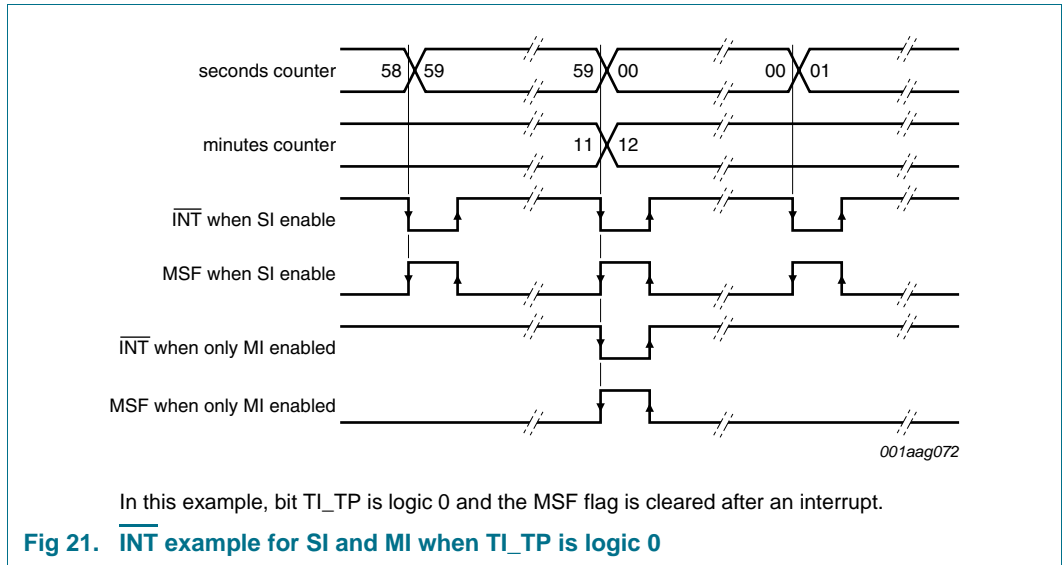 seconds counter 58 59 59 00 00 01
minutes counter 11 12
INT when SI enable
MSF when SI enable
INT when only MI enabled
MSF when only MI enabled
001aag072
In this example, bit TI_TP is logic 0 and the MSF flag is cleared after an interrupt.
Fig 21. INT example for SI and MI when TI_TP is logic 0